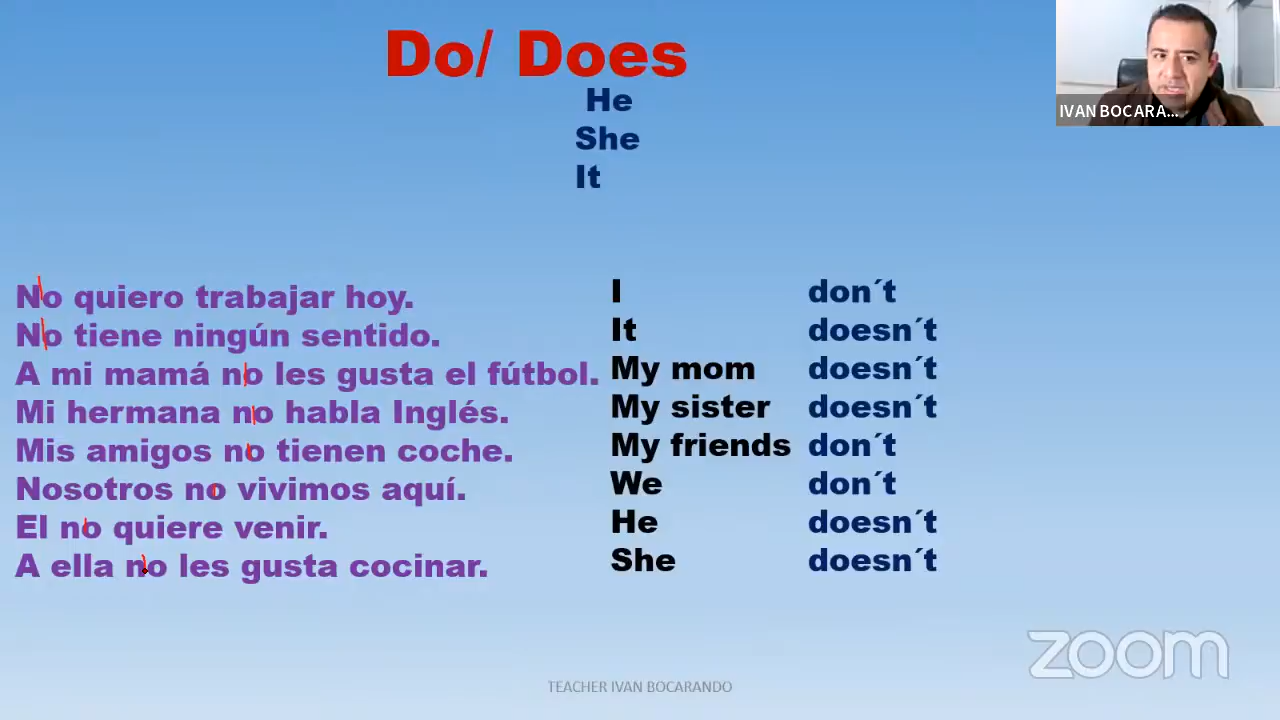 Do/ Does
He
She
It
IVAN BOCARA...
No quiero trabajar hoy. I don´t
No tiene ningún sentido. It doesn´t
A mi mamá no les gusta el fútbol. My mom doesn´t
Mi hermana no habla Inglés. My sister doesn´t
Mis amigos no tienen coche. My friends don´t
Nosotros no vivimos aquí. We don´t
El no quiere venir. He doesn´t
A ella no les gusta cocinar. She doesn´t
zoom
TEACHER IVAN BOCARANDO